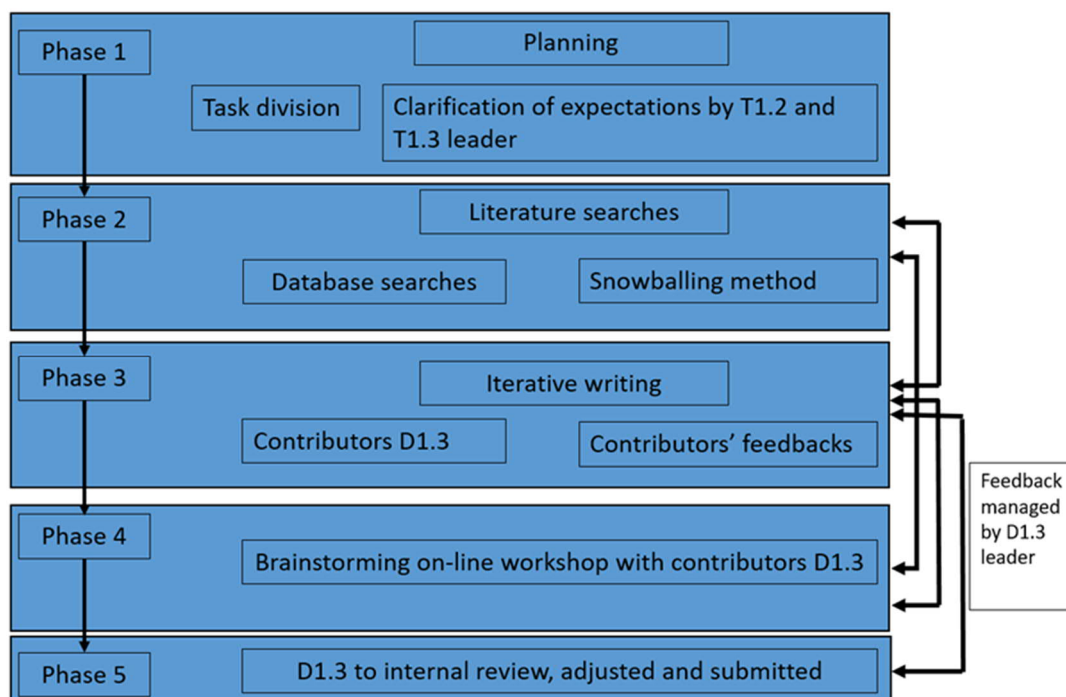 Phase 1
Planning
Task division
Clarification of expectations by T1.2 and
T1.3 leader
Phase 2
Literature searches
Database searches
Snowballing method
Phase 3
Iterative writing
Contributors D1.3
Contributors’ feedbacks
Phase 4
Brainstorming on-line workshop with contributors D1.3
Feedback
managed
by D1.3
leader
Phase 5
D1.3 to internal review, adjusted and submitted